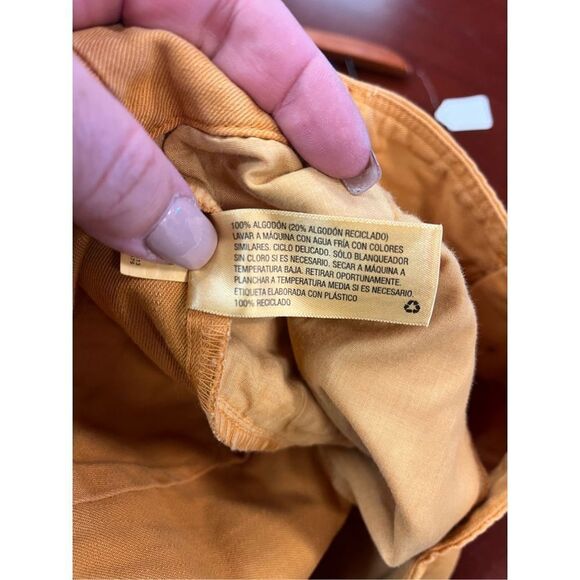 100% ALGODÓN (20% ALGODÓN RECICLADO)
LAVAR A MÁQUINA CON AGUA FRÍA CON COLORES
SIMILARES. CICLO DELICADO. SÓLO BLANQUEADOR
SIN CLORO SI ES NECESARIO. SECAR A MÁQUINA A
TEMPERATURA BAJA. RETIRAR OPORTUNAMENTE.
PLANCHAR A TEMPERATURA MEDIA SI ES NECESARIO.
ETIQUETA ELABORADA CON PLÁSTICO
100% RECICLADO